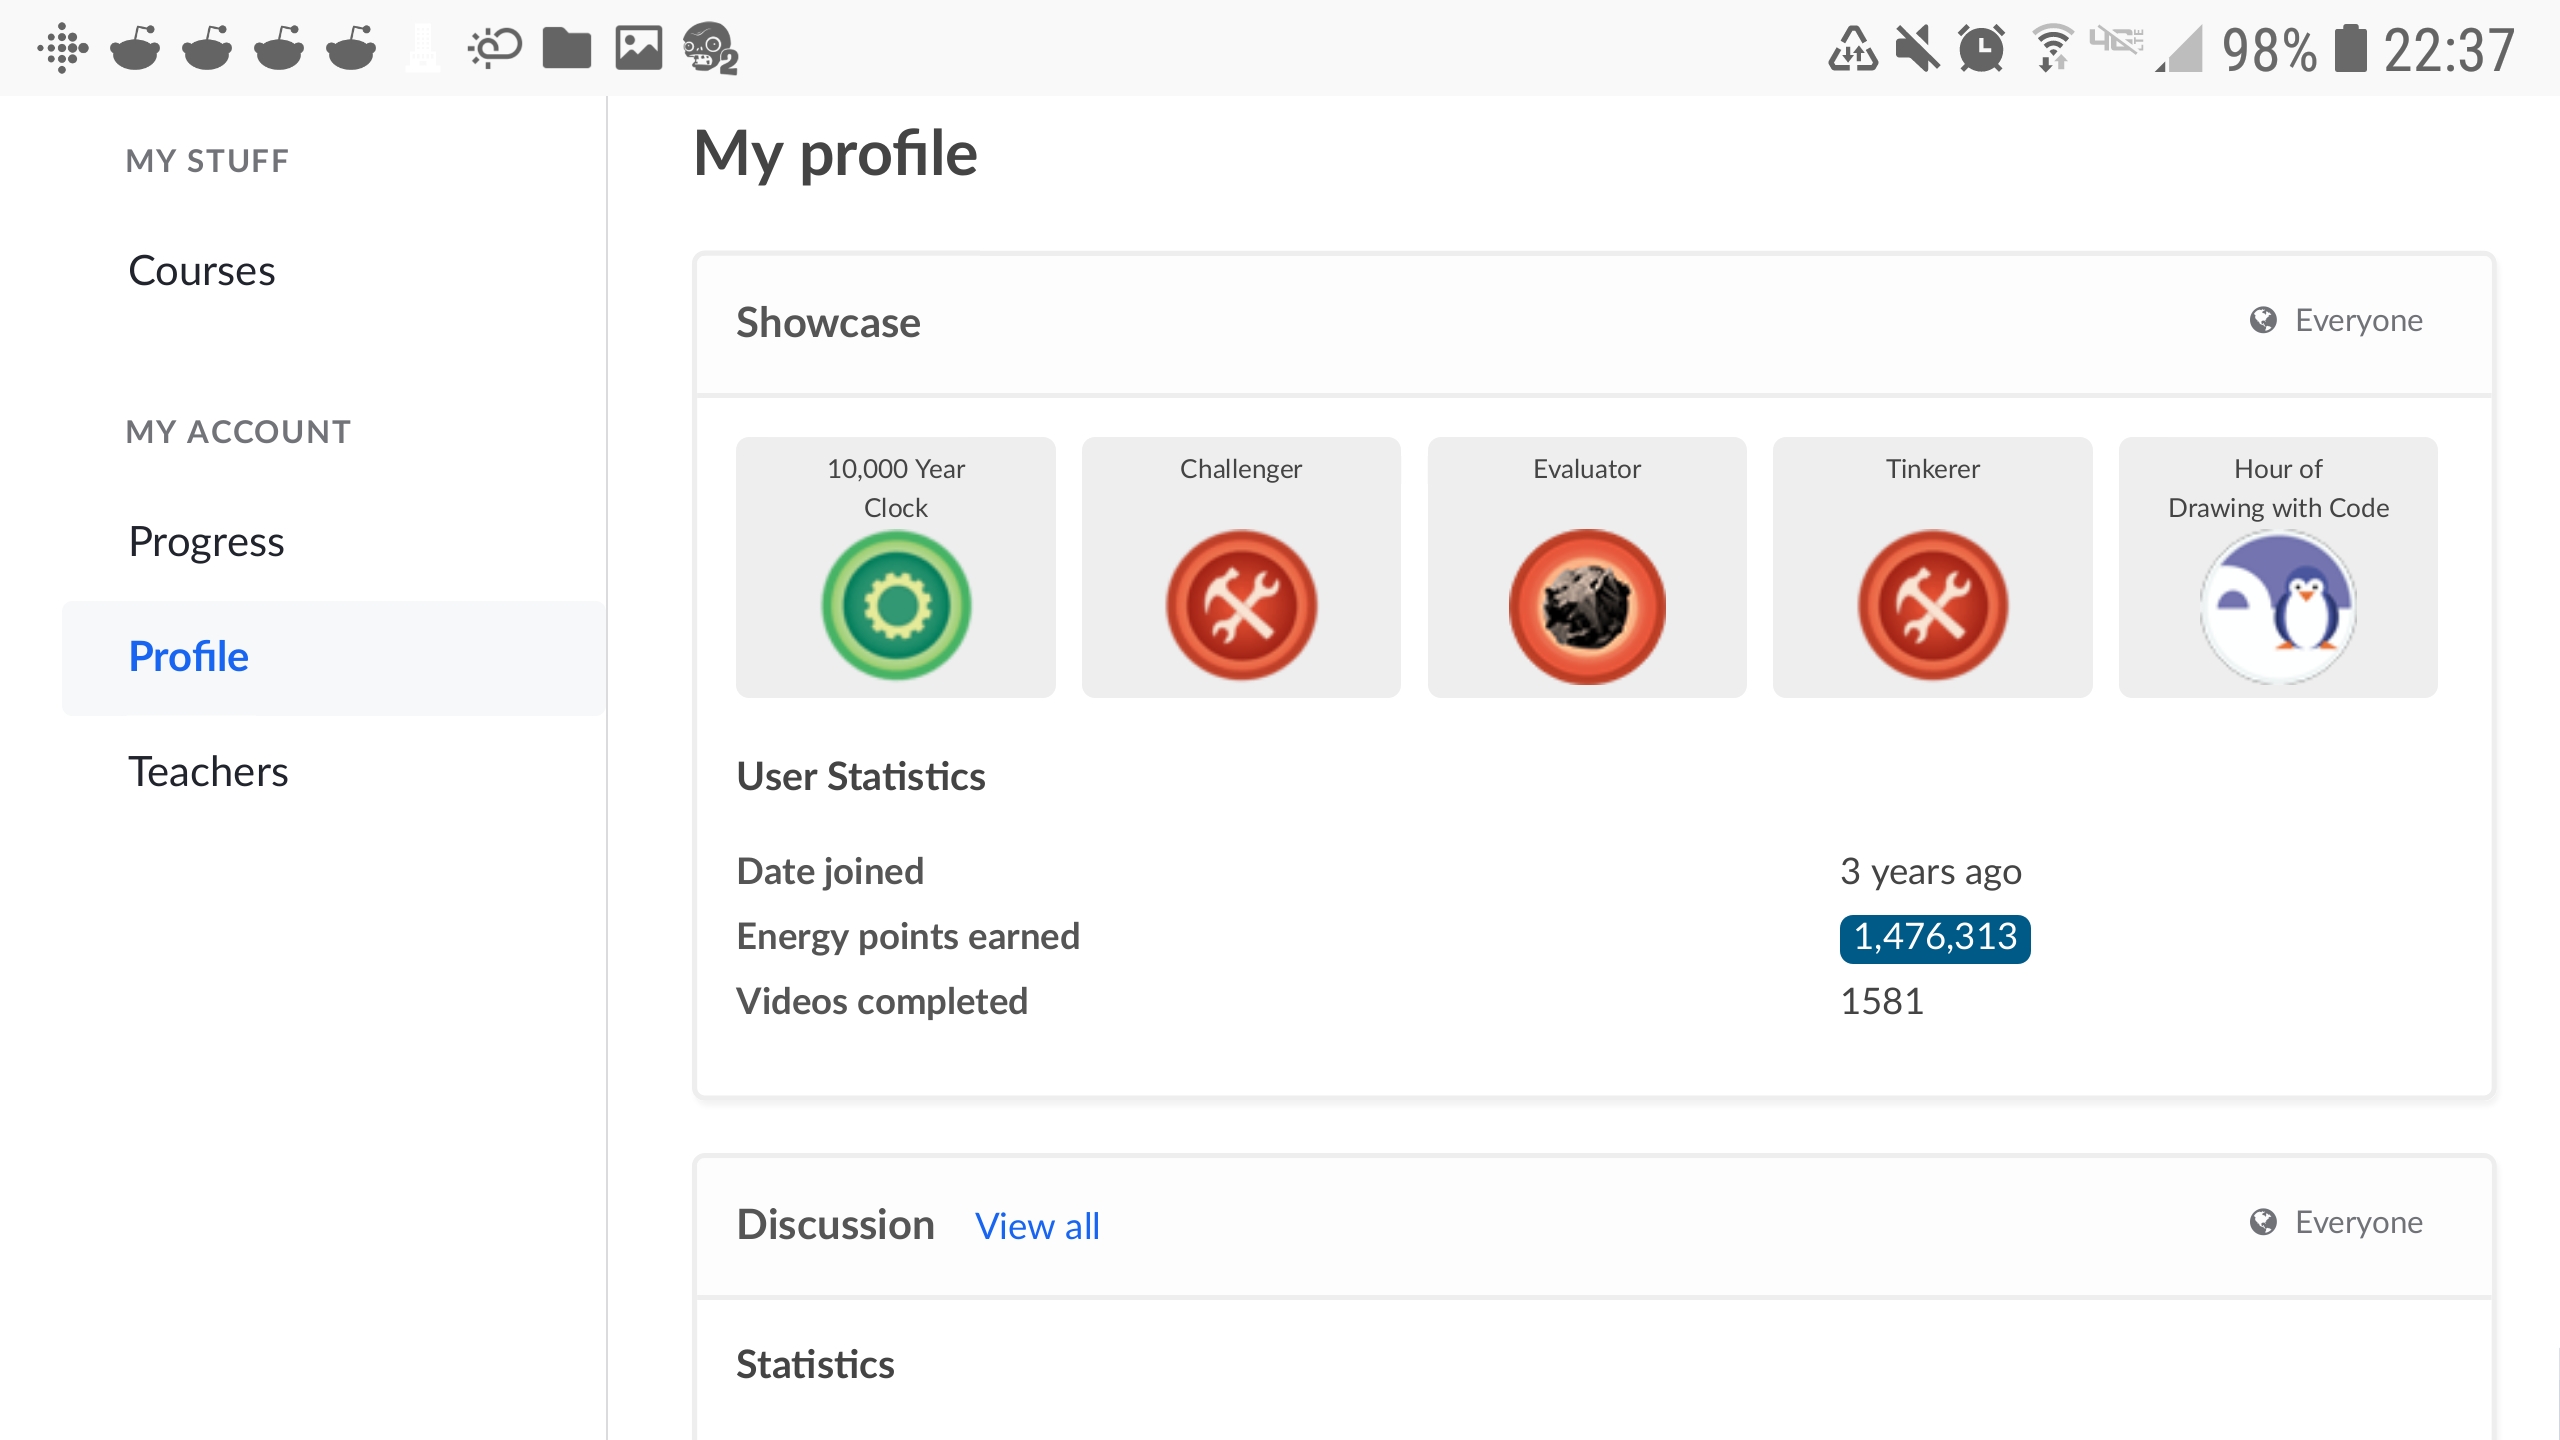 98% 22:37
MY STUFF
Courses
MY ACCOUNT
Progress
Profile
Teachers
My profile
Showcase
Everyone
10,000 Year
Clock
Challenger
Evaluator
Tinkerer
Hour of
Drawing with Code
User Statistics
Date joined 3 years ago
Energy points earned 1,476,313
Videos completed 1581
Discussion View all
Everyone
Statistics